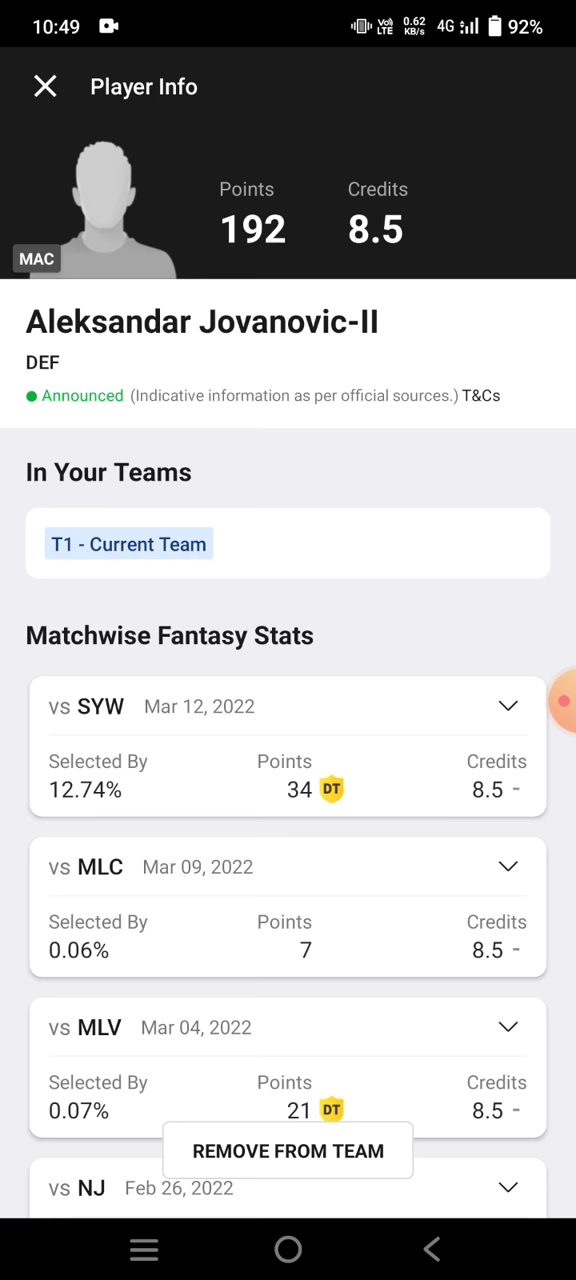 10:49 Vo) LTE 0.62 KB/s 4G 92%
Player Info
Points Credits
192 8.5
MAC
Aleksandar Jovanovic-II
DEF
Announced (Indicative information as per official sources.) T&Cs
In Your Teams
T1 - Current Team
Matchwise Fantasy Stats
vs SYW Mar 12, 2022
Selected By Points Credits
12.74% 34 DT 8.5 -
vs MLC Mar 09, 2022
Selected By Points Credits
0.06% 7 8.5 -
vs MLV Mar 04, 2022
Selected By Points Credits
0.07% 21 DT 8.5 -
REMOVE FROM TEAM
vs NJ Feb 26, 2022